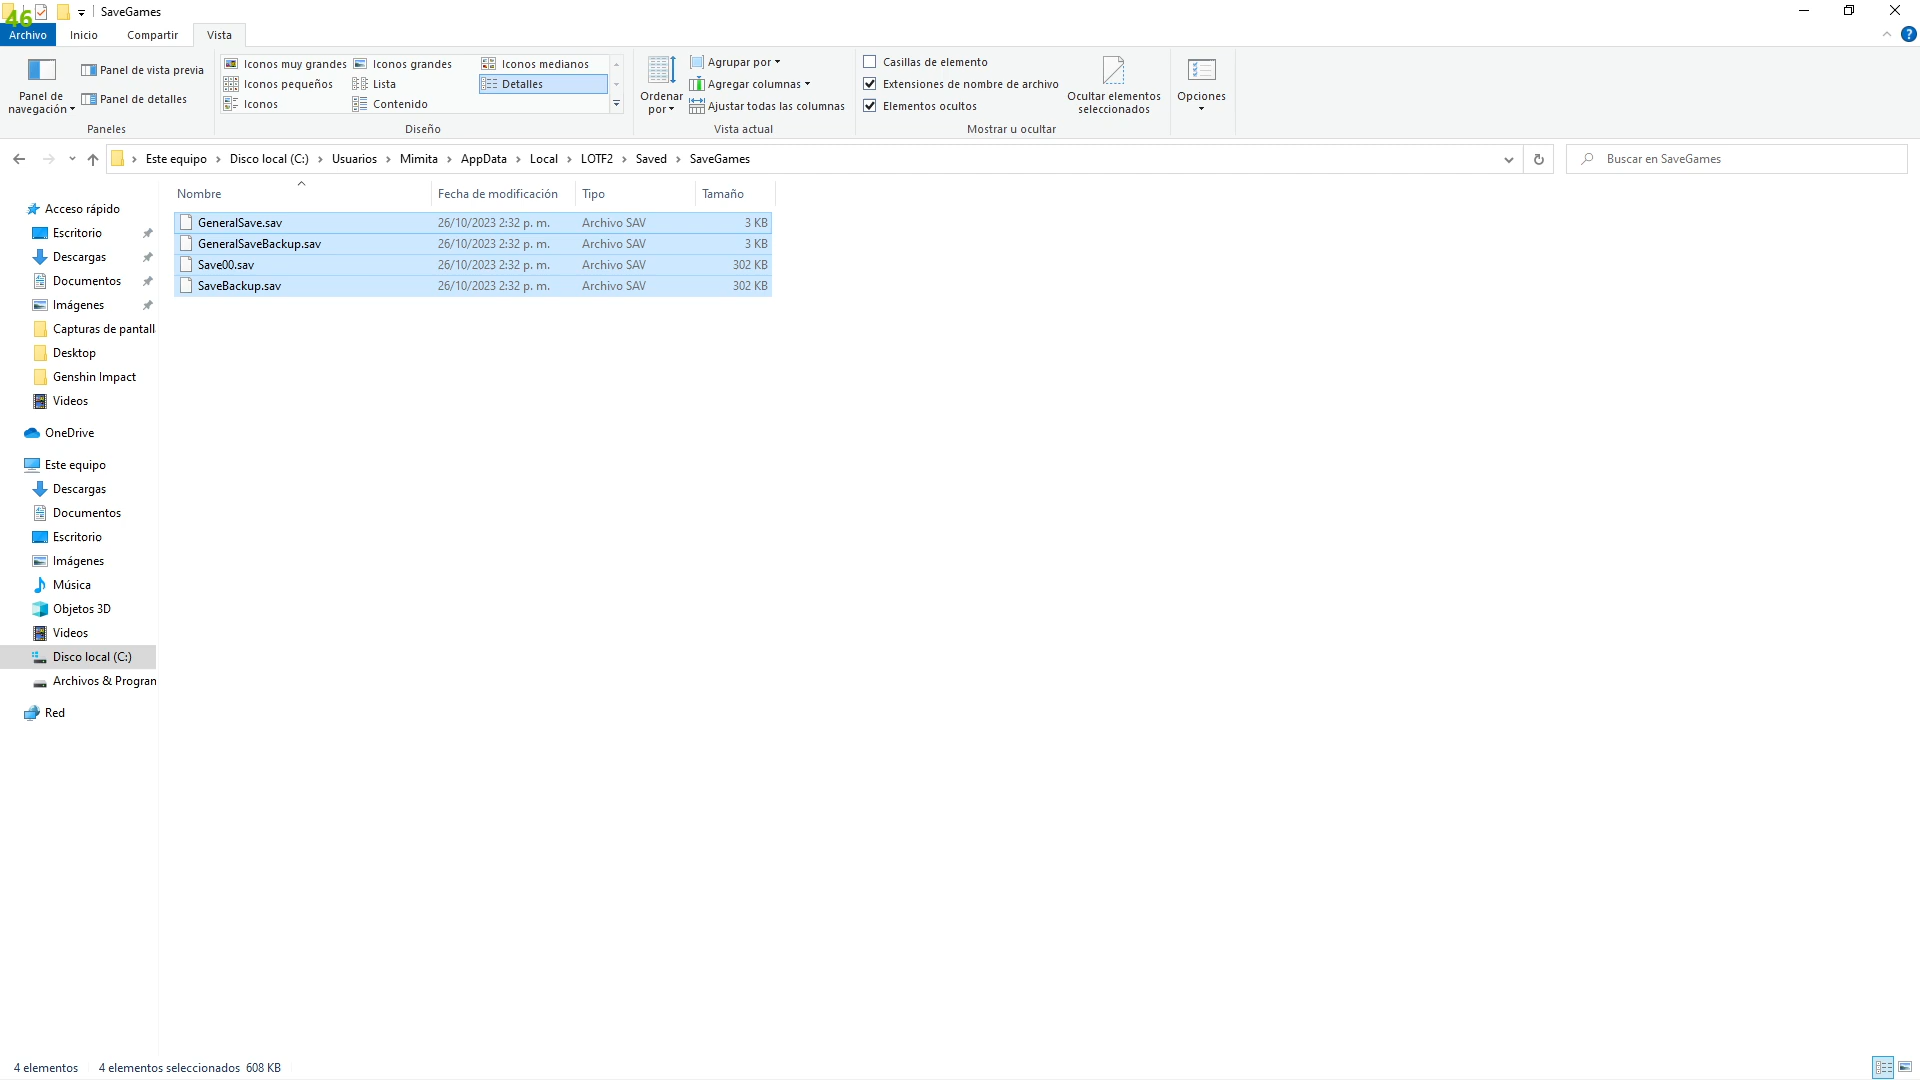 46
SaveGames
Archivo Inicio Compartir Vista
Panel de navegación
Panel de vista previa
Panel de detalles
Paneles
Iconos muy grandes Iconos grandes Iconos medianos
Iconos pequeños Lista Detalles
Iconos Contenido
Diseño
Ordenar por
Agrupar por
Agregar columnas
Ajustar todas las columnas
Vista actual
Casillas de elemento
Extensiones de nombre de archivo
Elementos ocultos
Ocultar elementos seleccionados
Mostrar u ocultar
Opciones
Este equipo > Disco local (C:) > Usuarios > Mimita > AppData > Local > LOTF2 > Saved > SaveGames
Buscar en SaveGames
Nombre Fecha de modificación Tipo Tamaño
GeneralSave.sav 26/10/2023 2:32 p. m. Archivo SAV 3 KB
GeneralSaveBackup.sav 26/10/2023 2:32 p. m. Archivo SAV 3 KB
Save00.sav 26/10/2023 2:32 p. m. Archivo SAV 302 KB
SaveBackup.sav 26/10/2023 2:32 p. m. Archivo SAV 302 KB
Acceso rápido
Escritorio
Descargas
Documentos
Imágenes
Capturas de pantall
Desktop
Genshin Impact
Videos
OneDrive
Este equipo
Descargas
Documentos
Escritorio
Imágenes
Música
Objetos 3D
Videos
Disco local (C:)
Archivos & Program
Red
4 elementos 4 elementos seleccionados 608 KB